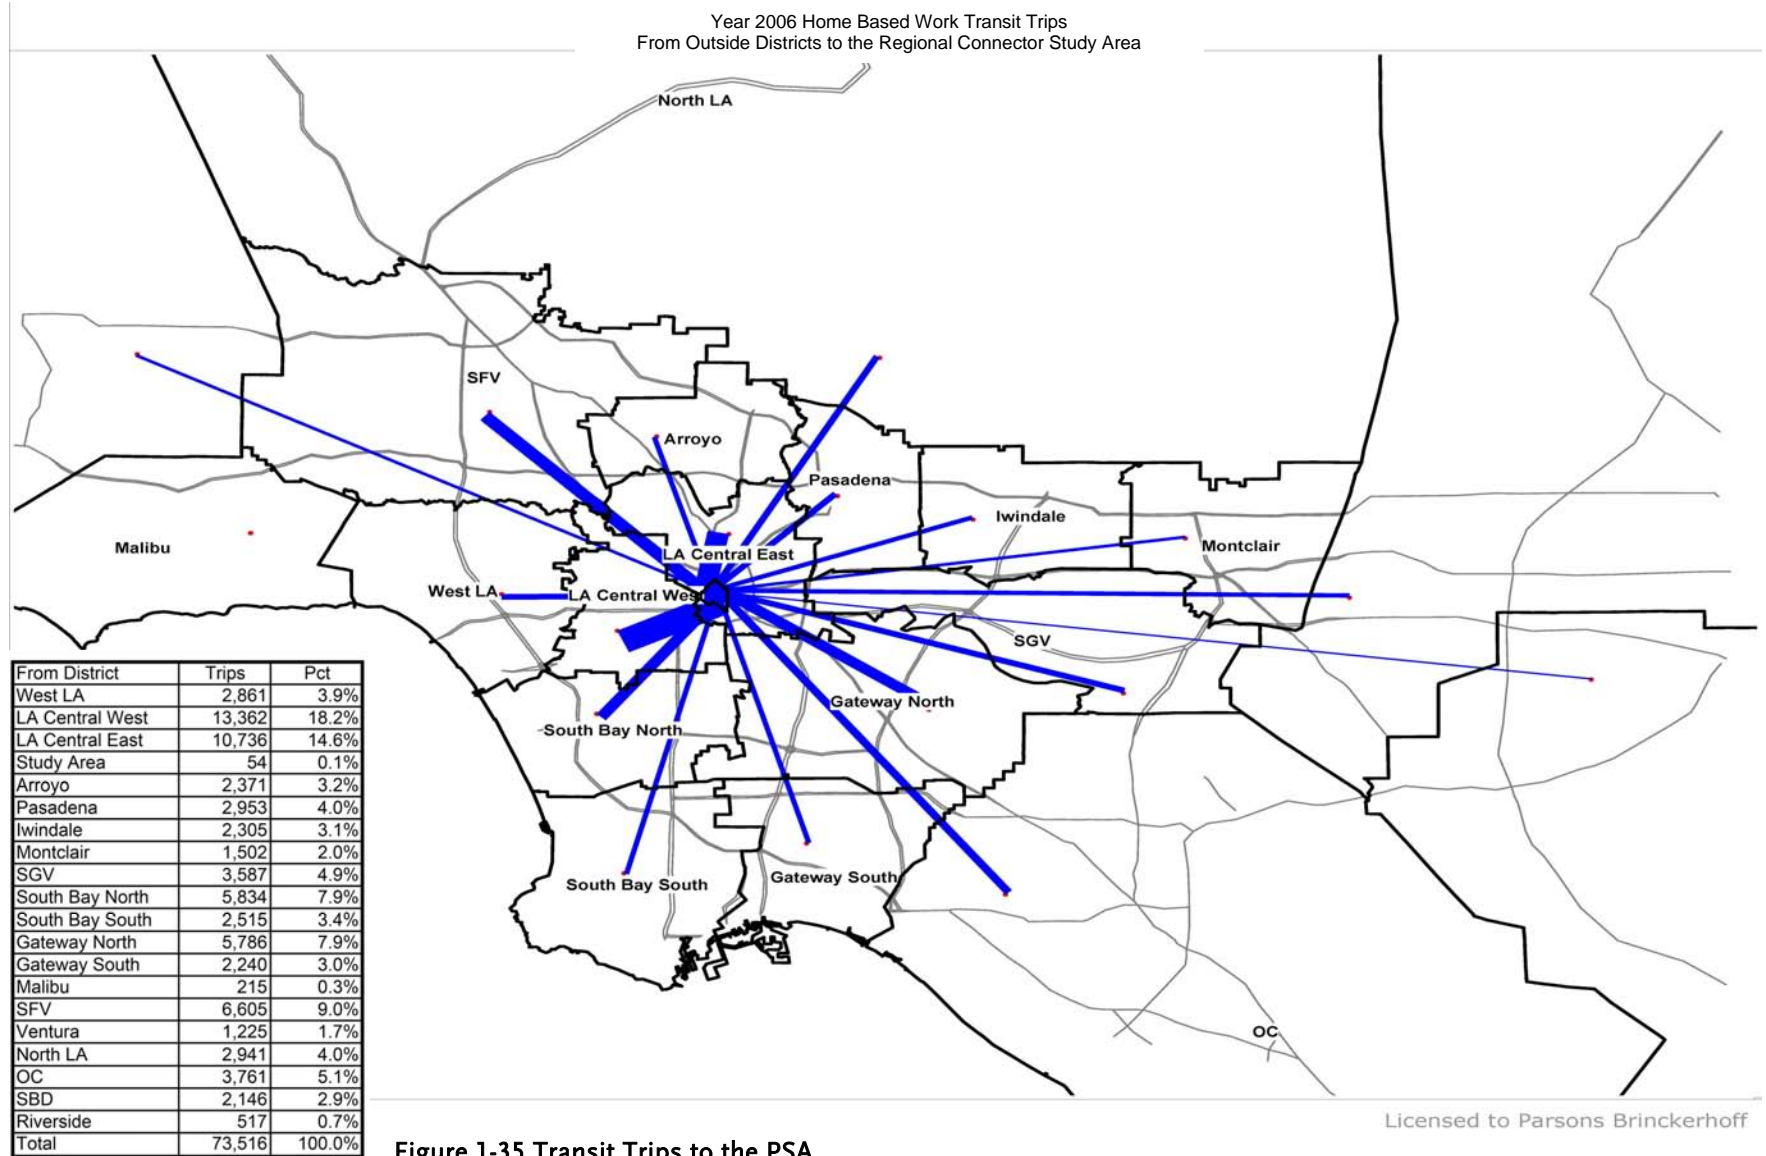 Year 2006 Home Based Work Transit Trips
From Outside Districts to the Regional Connector Study Area
North LA
SFV
Arroyo
Pasadena
Iwindale
Malibu
LA Central East
Montclair
West LA
LA Central Wes
SGV
Gateway North
South Bay North
South Bay South
Gateway South
OC
From District Trips Pct
West LA 2,861 3.9%
LA Central West 13,362 18.2%
LA Central East 10,736 14.6%
Study Area 54 0.1%
Arroyo 2,371 3.2%
Pasadena 2,953 4.0%
Iwindale 2,305 3.1%
Montclair 1,502 2.0%
SGV 3,587 4.9%
South Bay North 5,834 7.9%
South Bay South 2,515 3.4%
Gateway North 5,786 7.9%
Gateway South 2,240 3.0%
Malibu 215 0.3%
SFV 6,605 9.0%
Ventura 1,225 1.7%
North LA 2,941 4.0%
OC 3,761 5.1%
SBD 2,146 2.9%
Riverside 517 0.7%
Total 73,516 100.0%
Licensed to Parsons Brinckerhoff
Figure 1-35 Transit Trips to the PSA